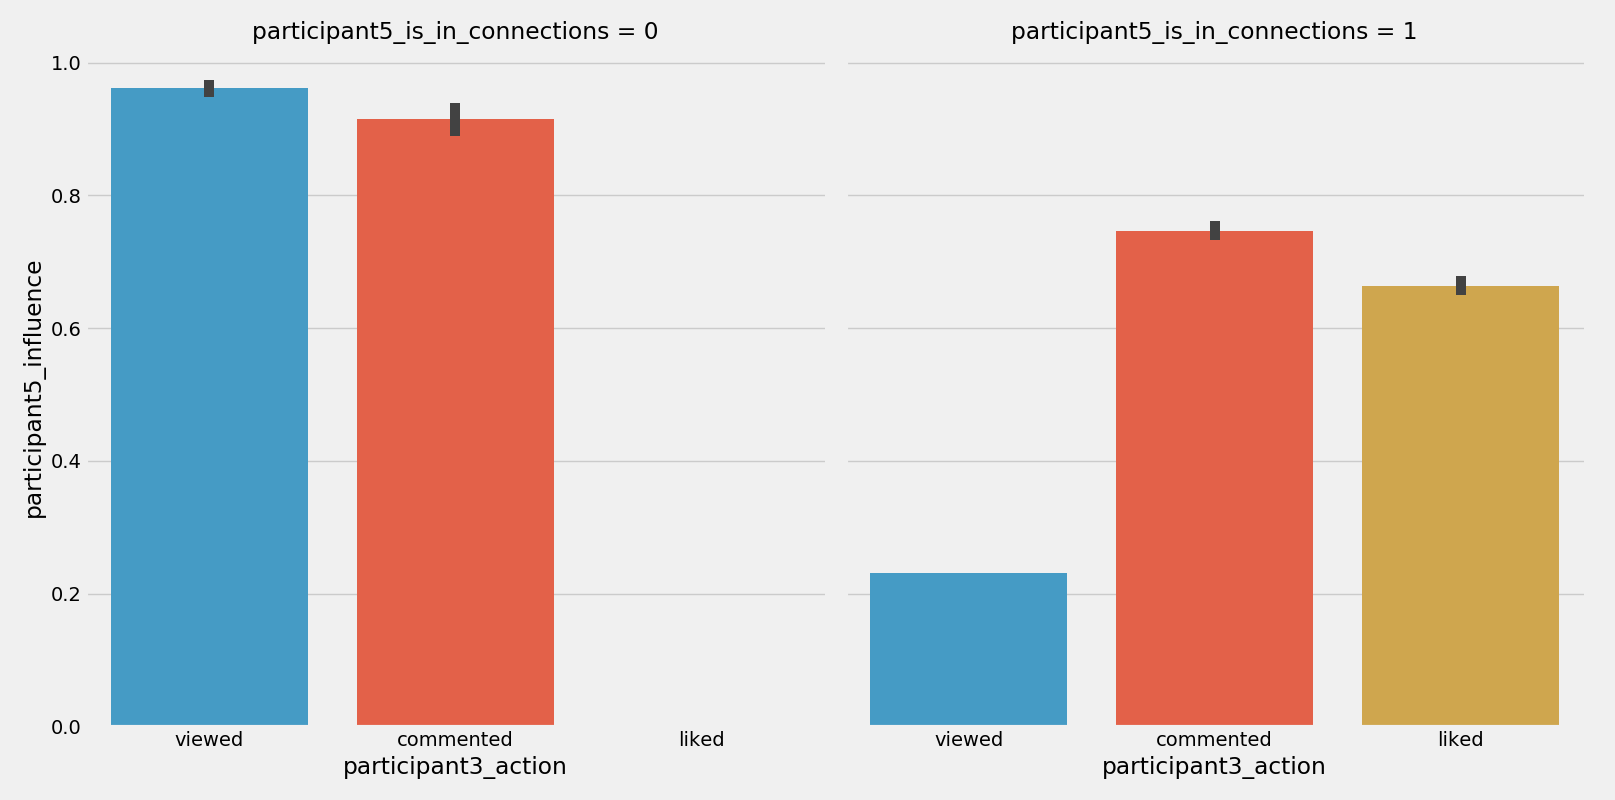 participant5_is_in_connections = 0
participant5_is_in_connections = 1
1.0
0.8
0.6
0.4
0.2
0.0
participant5_influence
viewed commented liked
viewed commented liked
participant3_action
participant3_action